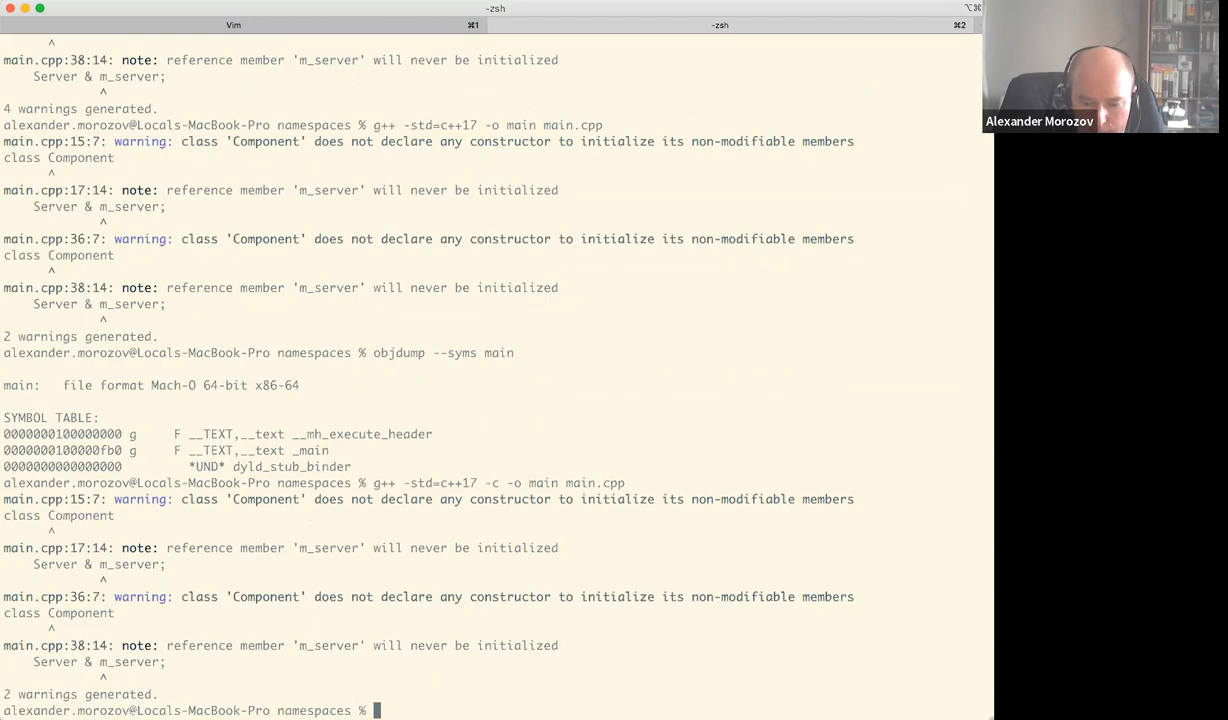 -zsh
⌥⌘
Vim ⌘1 -zsh ⌘2
^
main.cpp:38:14: note: reference member 'm_server' will never be initialized
Server & m_server;
^
4 warnings generated.
alexander.morozov@Locals-MacBook-Pro namespaces % g++ -std=c++17 -o main main.cpp
main.cpp:15:7: warning: class 'Component' does not declare any constructor to initialize its non-modifiable members
class Component
^
main.cpp:17:14: note: reference member 'm_server' will never be initialized
Server & m_server;
^
main.cpp:36:7: warning: class 'Component' does not declare any constructor to initialize its non-modifiable members
class Component
^
main.cpp:38:14: note: reference member 'm_server' will never be initialized
Server & m_server;
^
2 warnings generated.
alexander.morozov@Locals-MacBook-Pro namespaces % objdump --syms main
main: file format Mach-O 64-bit x86-64
SYMBOL TABLE:
0000000100000000 g F __TEXT,__text __mh_execute_header
0000000100000fb0 g F __TEXT,__text _main
0000000000000000 *UND* dyld_stub_binder
alexander.morozov@Locals-MacBook-Pro namespaces % g++ -std=c++17 -c -o main main.cpp
main.cpp:15:7: warning: class 'Component' does not declare any constructor to initialize its non-modifiable members
class Component
^
main.cpp:17:14: note: reference member 'm_server' will never be initialized
Server & m_server;
^
main.cpp:36:7: warning: class 'Component' does not declare any constructor to initialize its non-modifiable members
class Component
^
main.cpp:38:14: note: reference member 'm_server' will never be initialized
Server & m_server;
^
2 warnings generated.
alexander.morozov@Locals-MacBook-Pro namespaces %
Alexander Morozov